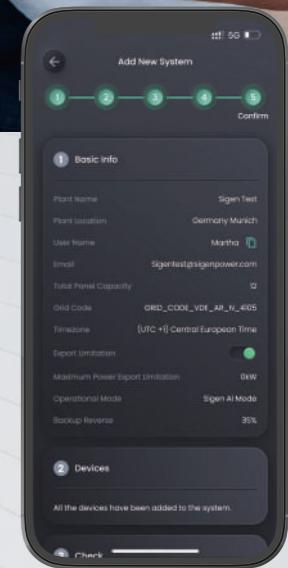 5G
Add New System
1 2 3 4 5
Confirm
1 Basic Info
Plant Name Sigen Test
Plant Location Germany Munich
User Name Martha
Email Sigentest@sigenpower.com
Total Panel Capacity 12
Grid Code GRID_CODE_VDE_AR_N_4105
Timezone (UTC +1) Central European Time
Export Limitation
Maximum Power Export Limitation 0kW
Operational Mode Sigen AI Mode
Backup Reverse 35%
2 Devices
All the devices have been added to the system.
3 Check